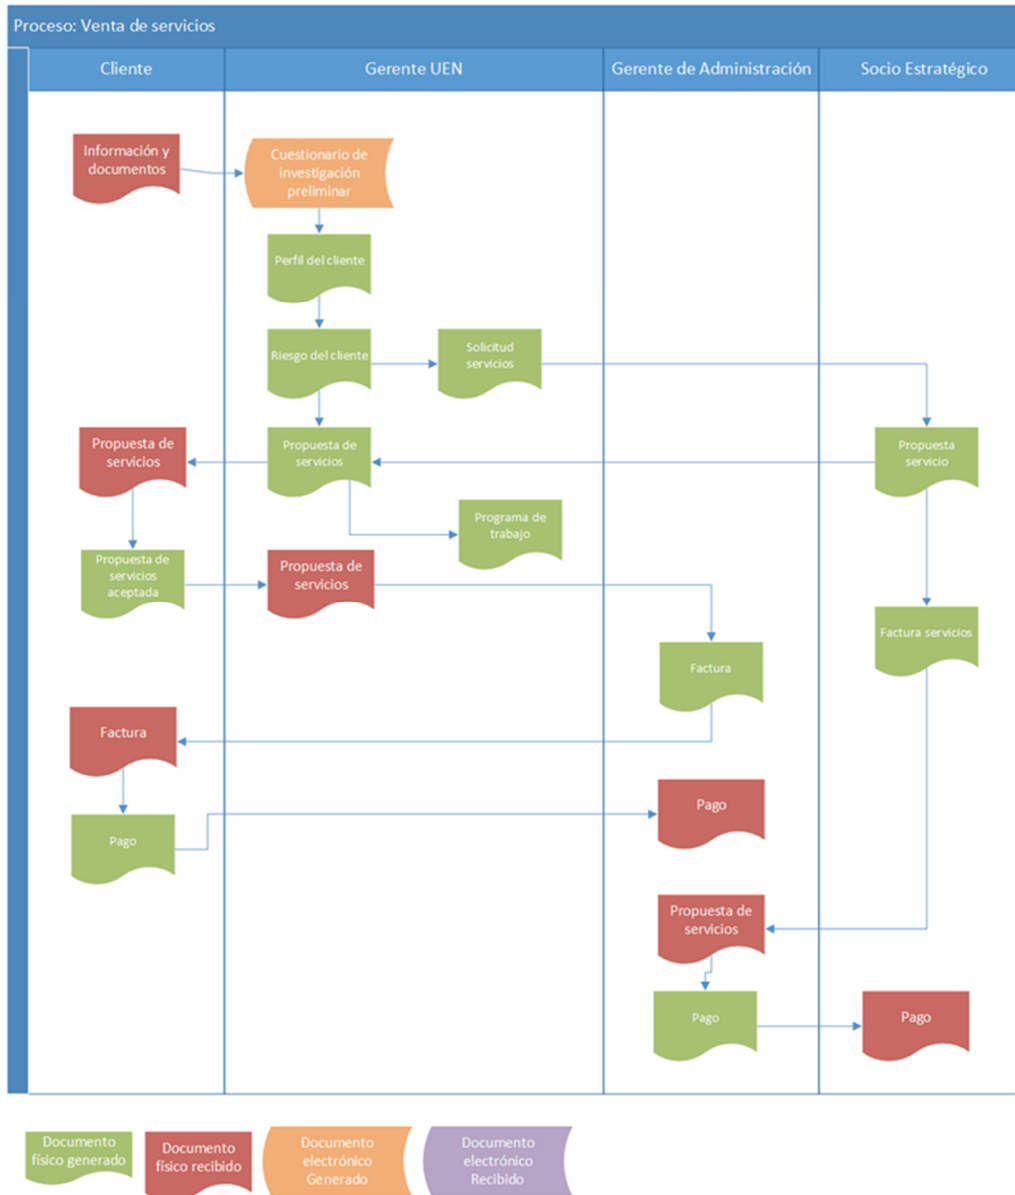 Proceso: Venta de servicios
Cliente
Gerente UEN
Gerente de Administración
Socio Estratégico
Información y
documentos
Cuestionario de
investigación
preliminar
Perfil del cliente
Riesgo del cliente
Solicitud
servicios
Propuesta de
servicios
Propuesta de
servicios
Propuesta
servicio
Programa de
trabajo
Propuesta de
servicios
aceptada
Propuesta de
servicios
Factura servicios
Factura
Factura
Pago
Pago
Propuesta de
servicios
Pago
Pago
Documento
físico generado
Documento
físico recibido
Documento
electrónico
Generado
Documento
electrónico
Recibido